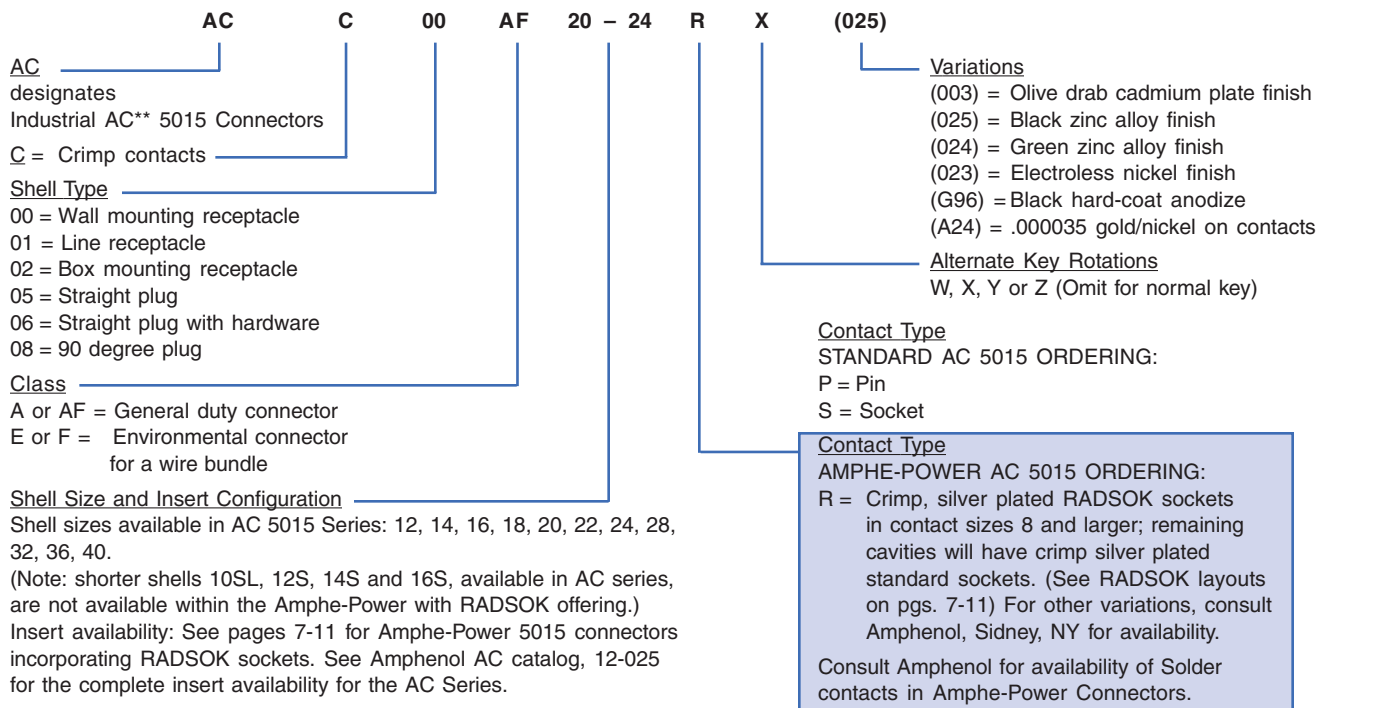 AC C 00 AF 20 – 24 R X (025)
AC
designates
Industrial AC** 5015 Connectors
C = Crimp contacts
Shell Type
00 = Wall mounting receptacle
01 = Line receptacle
02 = Box mounting receptacle
05 = Straight plug
06 = Straight plug with hardware
08 = 90 degree plug
Class
A or AF = General duty connector
E or F = Environmental connector
for a wire bundle
Shell Size and Insert Configuration
Shell sizes available in AC 5015 Series: 12, 14, 16, 18, 20, 22, 24, 28,
32, 36, 40.
(Note: shorter shells 10SL, 12S, 14S and 16S, available in AC series,
are not available within the Amphe-Power with RADSOK offering.)
Insert availability: See pages 7-11 for Amphe-Power 5015 connectors
incorporating RADSOK sockets. See Amphenol AC catalog, 12-025
for the complete insert availability for the AC Series.
Variations
(003) = Olive drab cadmium plate finish
(025) = Black zinc alloy finish
(024) = Green zinc alloy finish
(023) = Electroless nickel finish
(G96) = Black hard-coat anodize
(A24) = .000035 gold/nickel on contacts
Alternate Key Rotations
W, X, Y or Z (Omit for normal key)
Contact Type
STANDARD AC 5015 ORDERING:
P = Pin
S = Socket
Contact Type
AMPHE-POWER AC 5015 ORDERING:
R = Crimp, silver plated RADSOK sockets
in contact sizes 8 and larger; remaining
cavities will have crimp silver plated
standard sockets. (See RADSOK layouts
on pgs. 7-11) For other variations, consult
Amphenol, Sidney, NY for availability.
Consult Amphenol for availability of Solder
contacts in Amphe-Power Connectors.